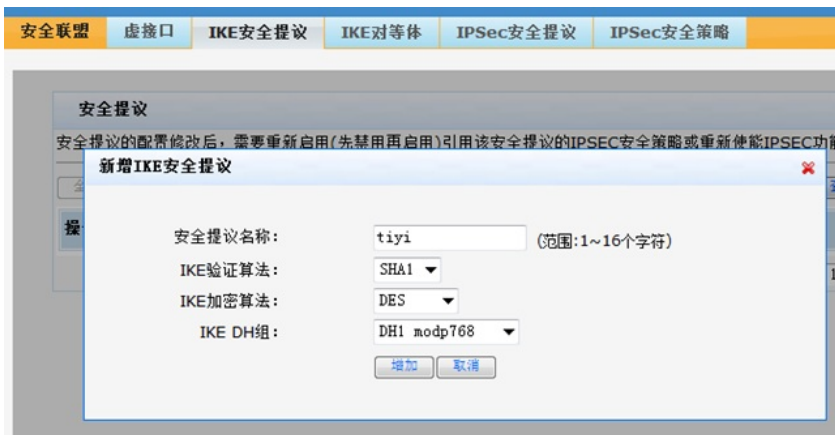 安全联盟 虚接口 IKE安全提议 IKE对等体 IPSec安全提议 IPSec安全策略
安全提议
安全提议的配置修改后，需要重新启用(先禁用再启用)引用该安全提议的IPSEC安全策略或重新使能IPSEC功能
新增IKE安全提议
安全提议名称： tiyi (范围:1~16个字符)
IKE验证算法： SHA1
IKE加密算法： DES
IKE DH组： DH1 modp768
增加 取消